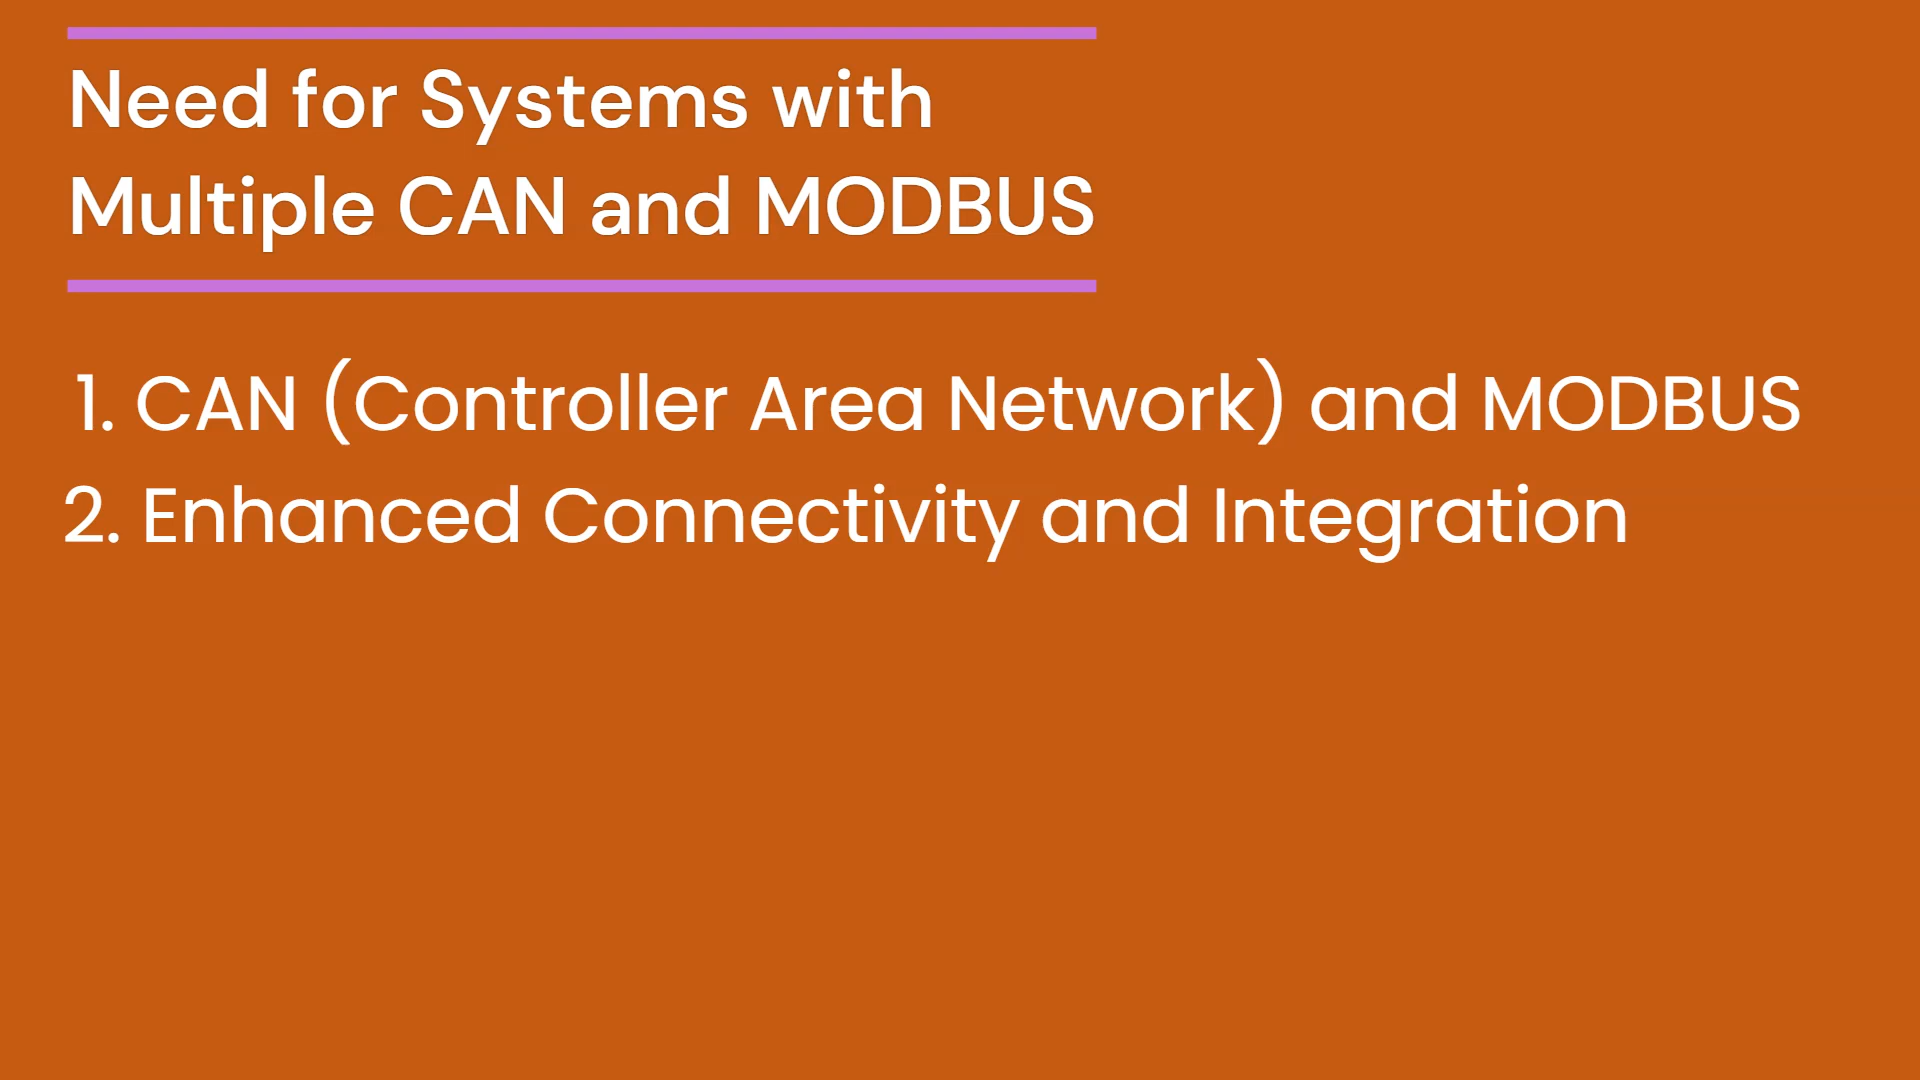 Need for Systems with
Multiple CAN and MODBUS
1. CAN (Controller Area Network) and MODBUS
2. Enhanced Connectivity and Integration